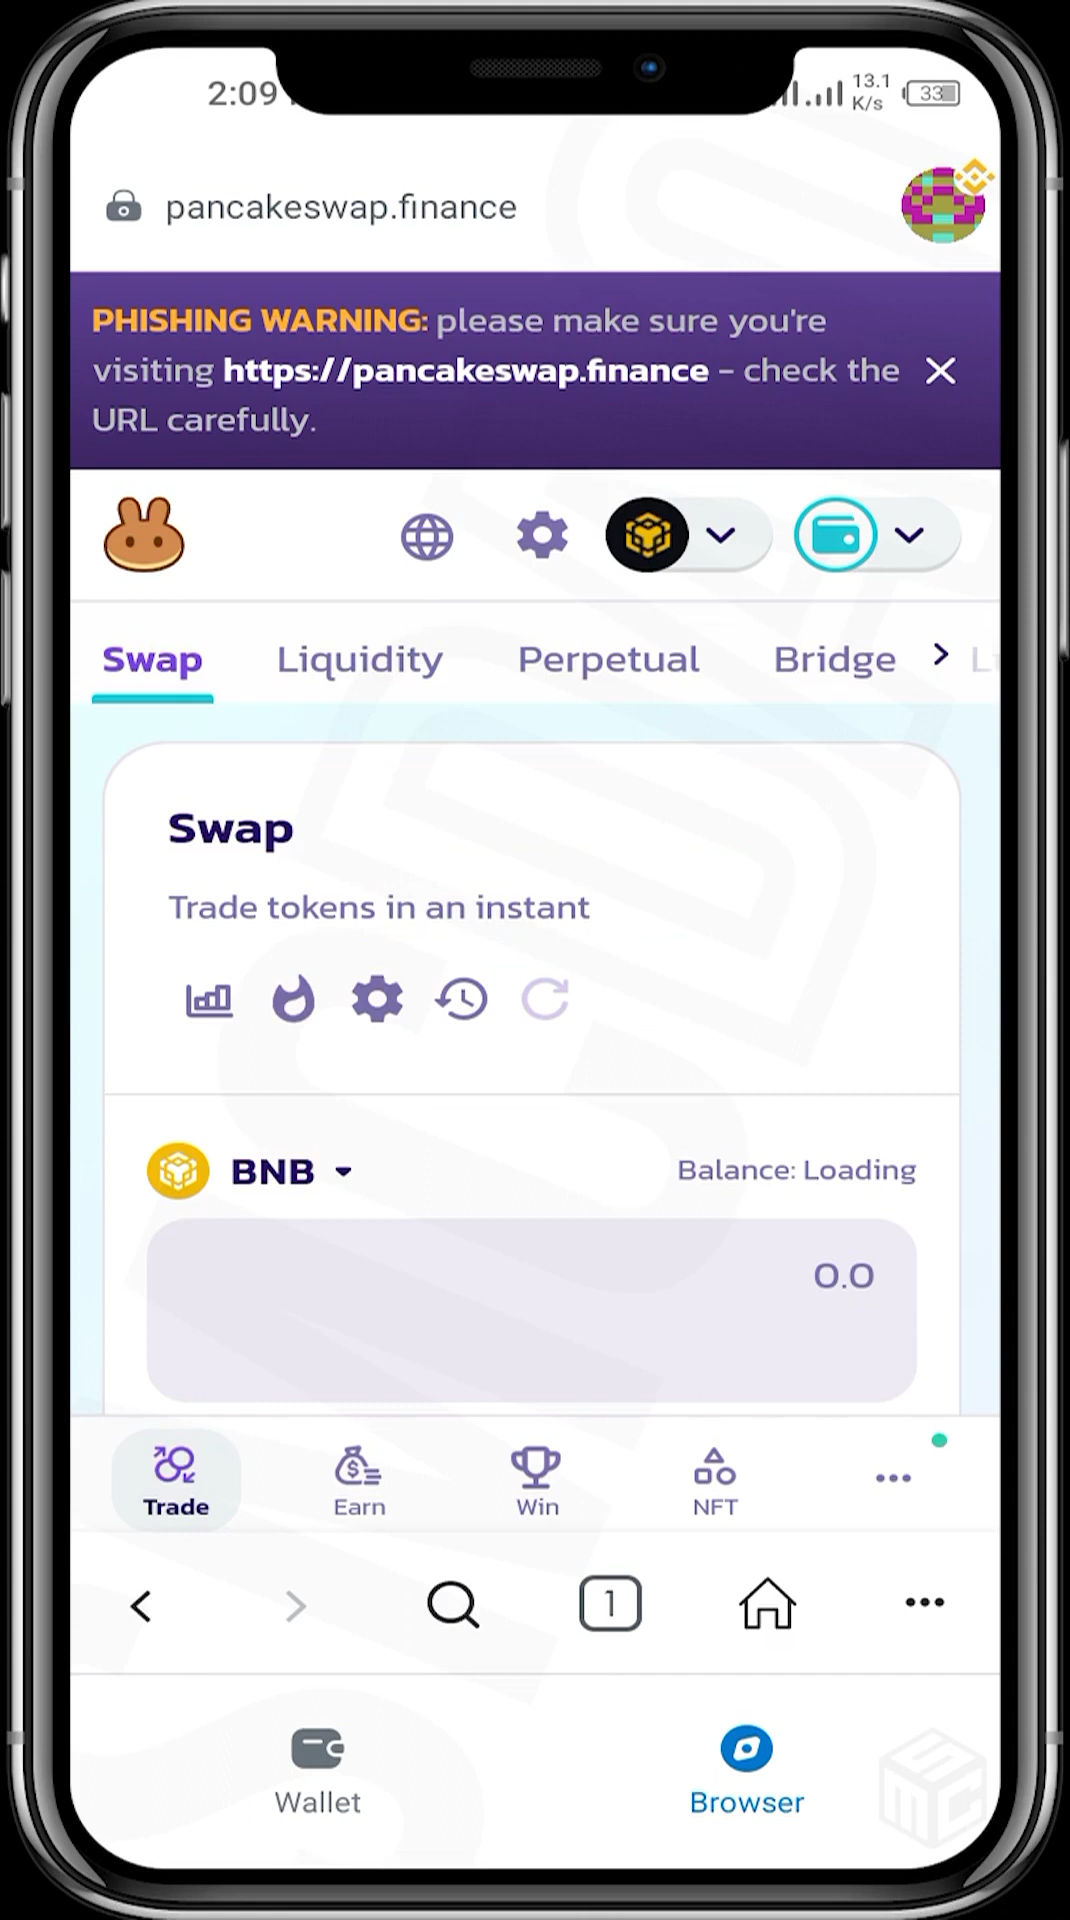 2:09
13.1
K/s
33
pancakeswap.finance
PHISHING WARNING: please make sure you're
visiting https://pancakeswap.finance - check the
URL carefully.
Swap Liquidity Perpetual Bridge
Swap
Trade tokens in an instant
BNB Balance: Loading
0.0
Trade Earn Win NFT
1
Wallet Browser
SMC